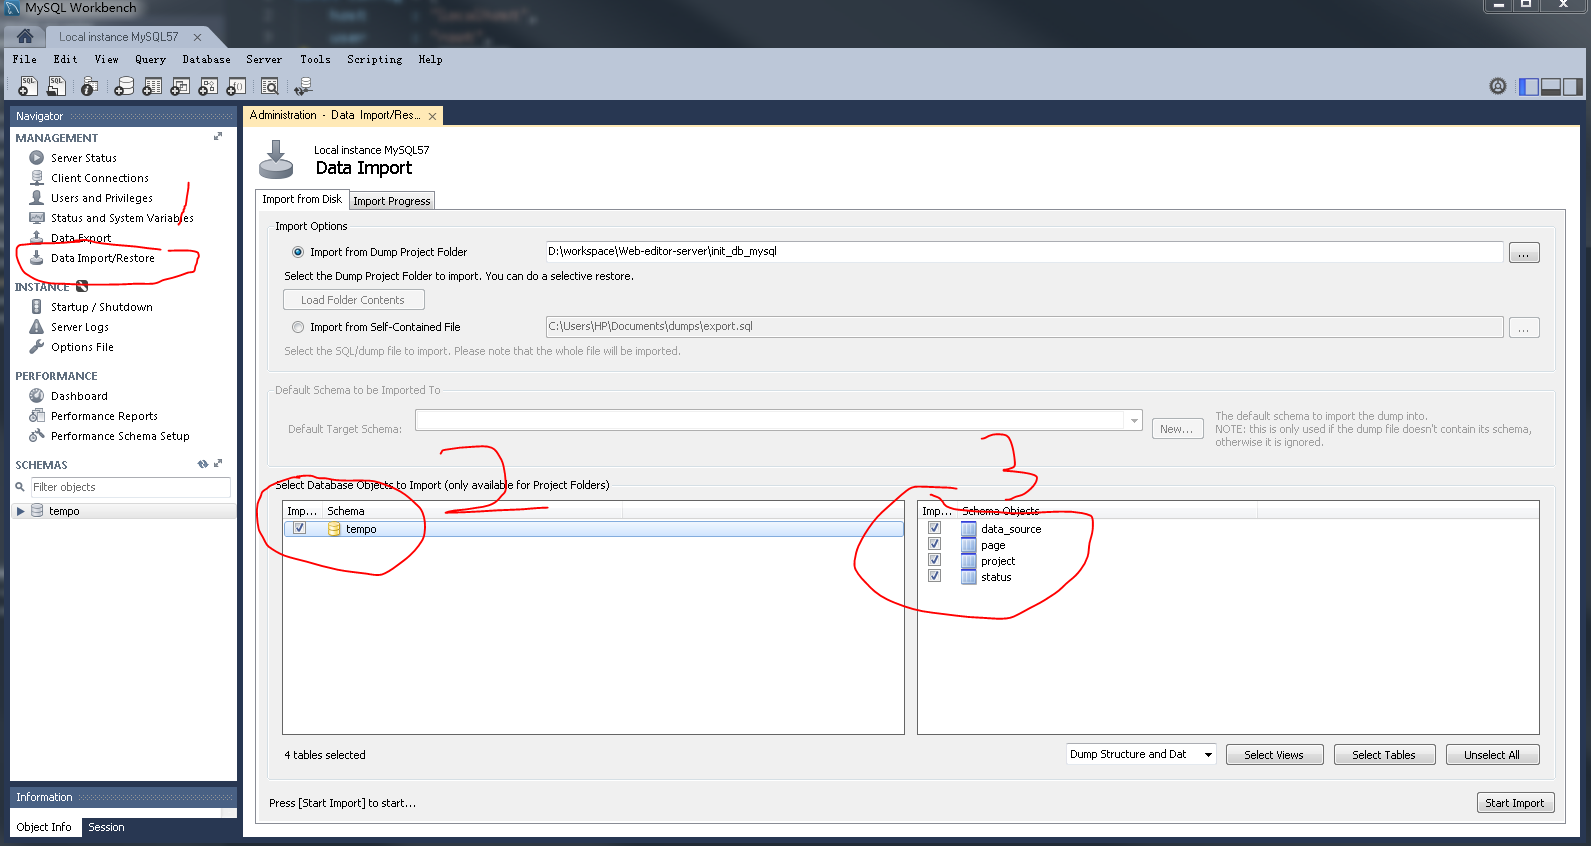 MySQL Workbench
host : "localhost",
user : "root",
Local instance MySQL57
File Edit View Query Database Server Tools Scripting Help
Navigator
MANAGEMENT
Server Status
Client Connections
Users and Privileges
Status and System Variables
Data Export
Data Import/Restore
INSTANCE
Startup / Shutdown
Server Logs
Options File
PERFORMANCE
Dashboard
Performance Reports
Performance Schema Setup
SCHEMAS
Filter objects
tempo
Information
Object Info Session
Administration - Data Import/Res...
Local instance MySQL57
Data Import
Import from Disk Import Progress
Import Options
Import from Dump Project Folder D:\workspace\Web-editor-server\init_db_mysql ...
Select the Dump Project Folder to import. You can do a selective restore.
Load Folder Contents
Import from Self-Contained File C:\Users\HP\Documents\dumps\export.sql ...
Select the SQL/dump file to import. Please note that the whole file will be imported.
Default Schema to be Imported To
Default Target Schema: New...
The default schema to import the dump into.
NOTE: this is only used if the dump file doesn't contain its schema,
otherwise it is ignored.
1
2
3
Select Database Objects to Import (only available for Project Folders)
Imp... Schema
tempo
Imp... Schema Objects
data_source
page
project
status
4 tables selected
Dump Structure and Dat Select Views Select Tables Unselect All
Press [Start Import] to start...
Start Import